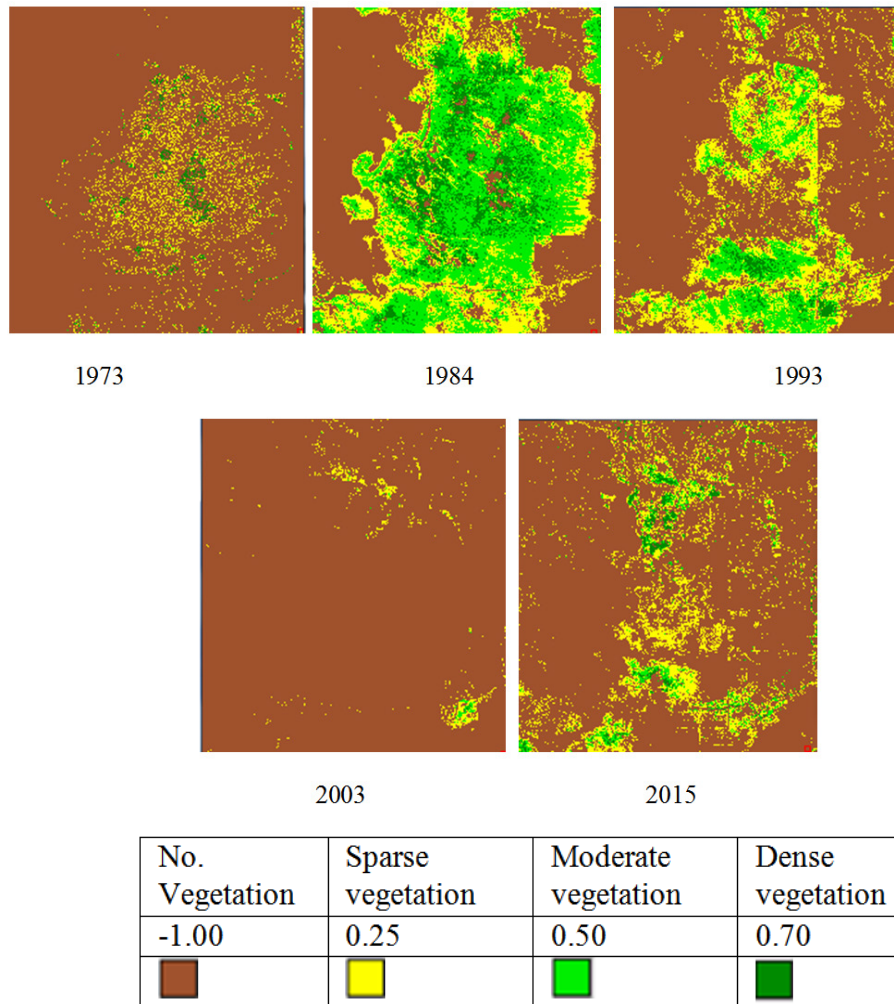 1973
1984
1993
2003
2015
No.
Vegetation
Sparse
vegetation
Moderate
vegetation
Dense
vegetation
-1.00
0.25
0.50
0.70